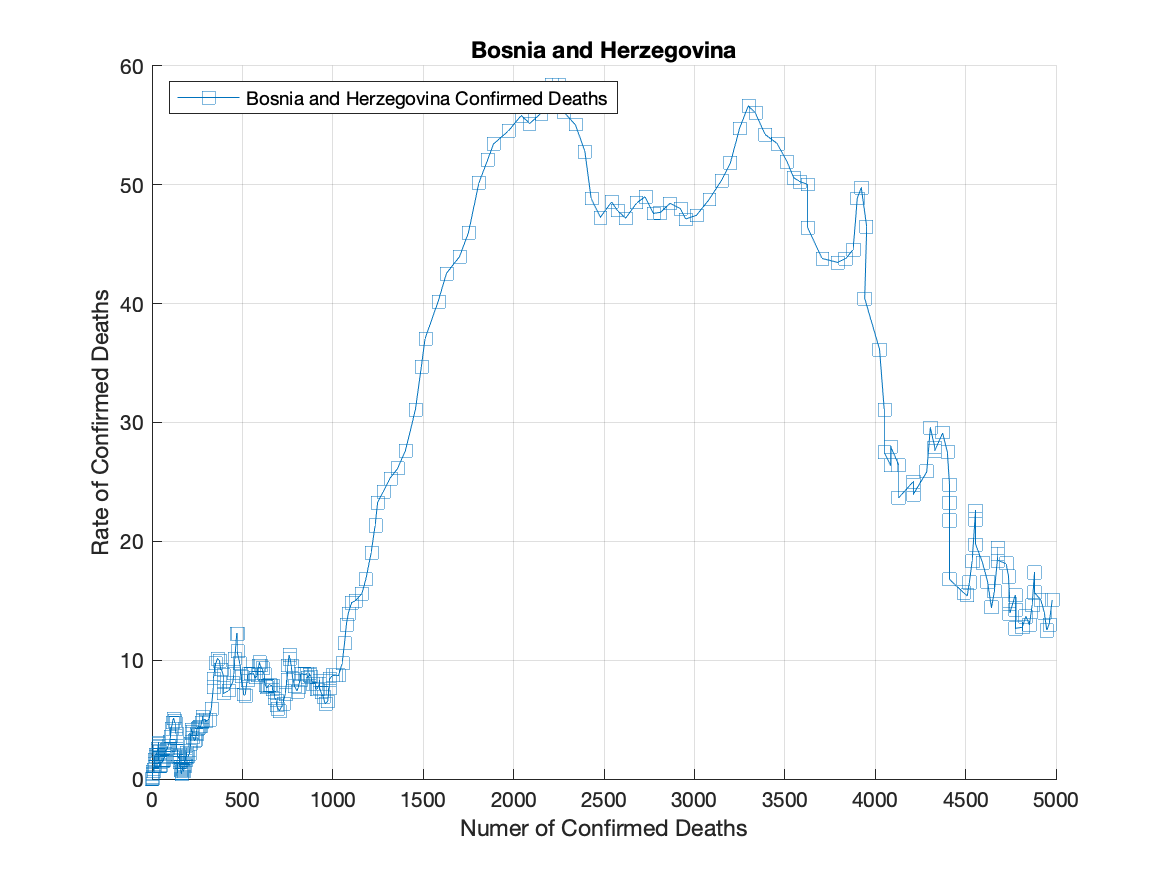 Bosnia and Herzegovina
Bosnia and Herzegovina Confirmed Deaths
60
50
40
30
20
10
0
Rate of Confirmed Deaths
0 500 1000 1500 2000 2500 3000 3500 4000 4500 5000
Numer of Confirmed Deaths